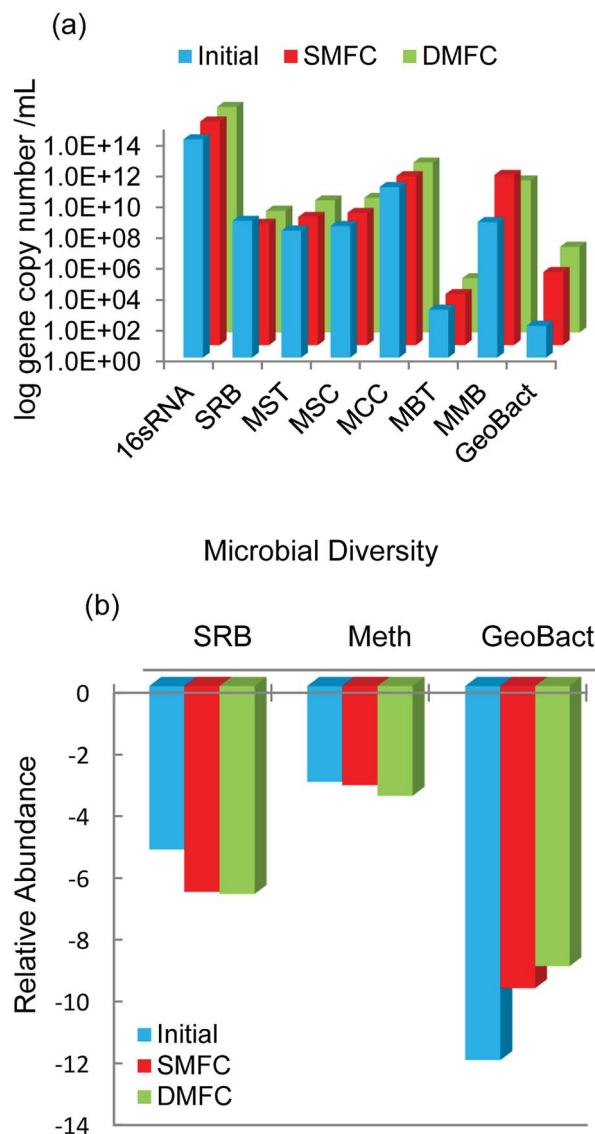 (a)
Initial SMFC DMFC
log gene copy number /mL
1.0E+14
1.0E+12
1.0E+10
1.0E+08
1.0E+06
1.0E+04
1.0E+02
1.0E+00
16sRNA SRB MST MSC MCC MBT MMB GeoBact
Microbial Diversity
(b)
SRB Meth GeoBact
Relative Abundance
0
-2
-4
-6
-8
-10
-12
-14
Initial
SMFC
DMFC